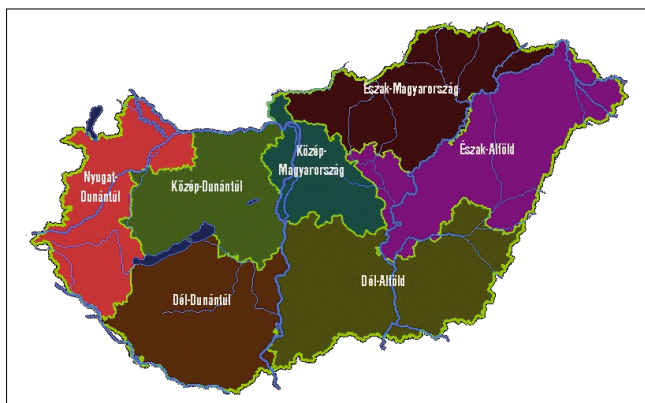 Észak-Magyarország
Észak-Alföld
Közép-
Magyarország
Nyugat-
Dunántúl
Közép-Dunántúl
Dél-Alföld
Dél-Dunántúl